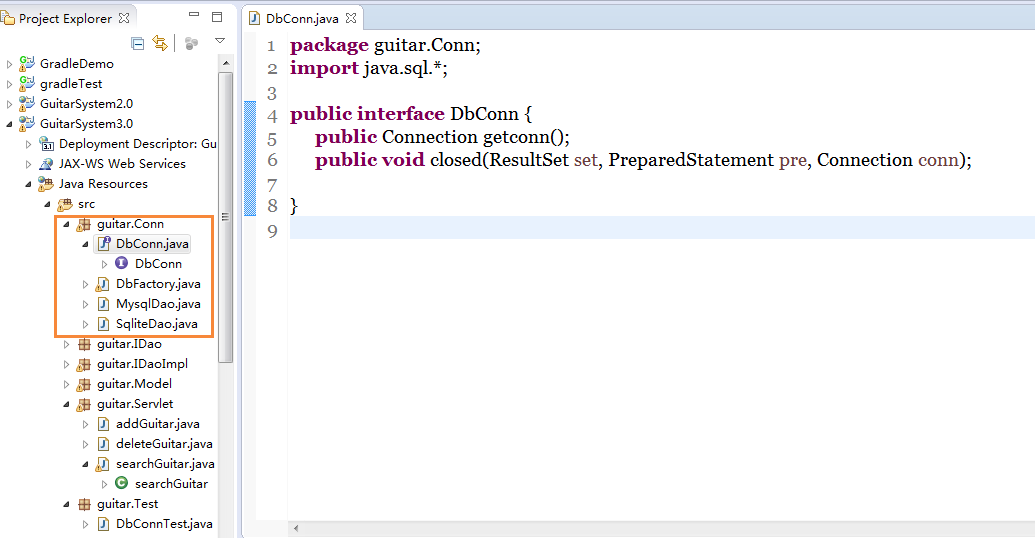 Project Explorer
GradleDemo
gradleTest
GuitarSystem2.0
GuitarSystem3.0
Deployment Descriptor: Gu
JAX-WS Web Services
Java Resources
src
guitar.Conn
DbConn.java
DbConn
DbFactory.java
MysqlDao.java
SqliteDao.java
guitar.IDao
guitar.IDaoImpl
guitar.Model
guitar.Servlet
addGuitar.java
deleteGuitar.java
searchGuitar.java
searchGuitar
guitar.Test
DbConnTest.java
DbConn.java
1 package guitar.Conn;
2 import java.sql.*;
3
4 public interface DbConn {
5 public Connection getconn();
6 public void closed(ResultSet set, PreparedStatement pre, Connection conn);
7
8 }
9